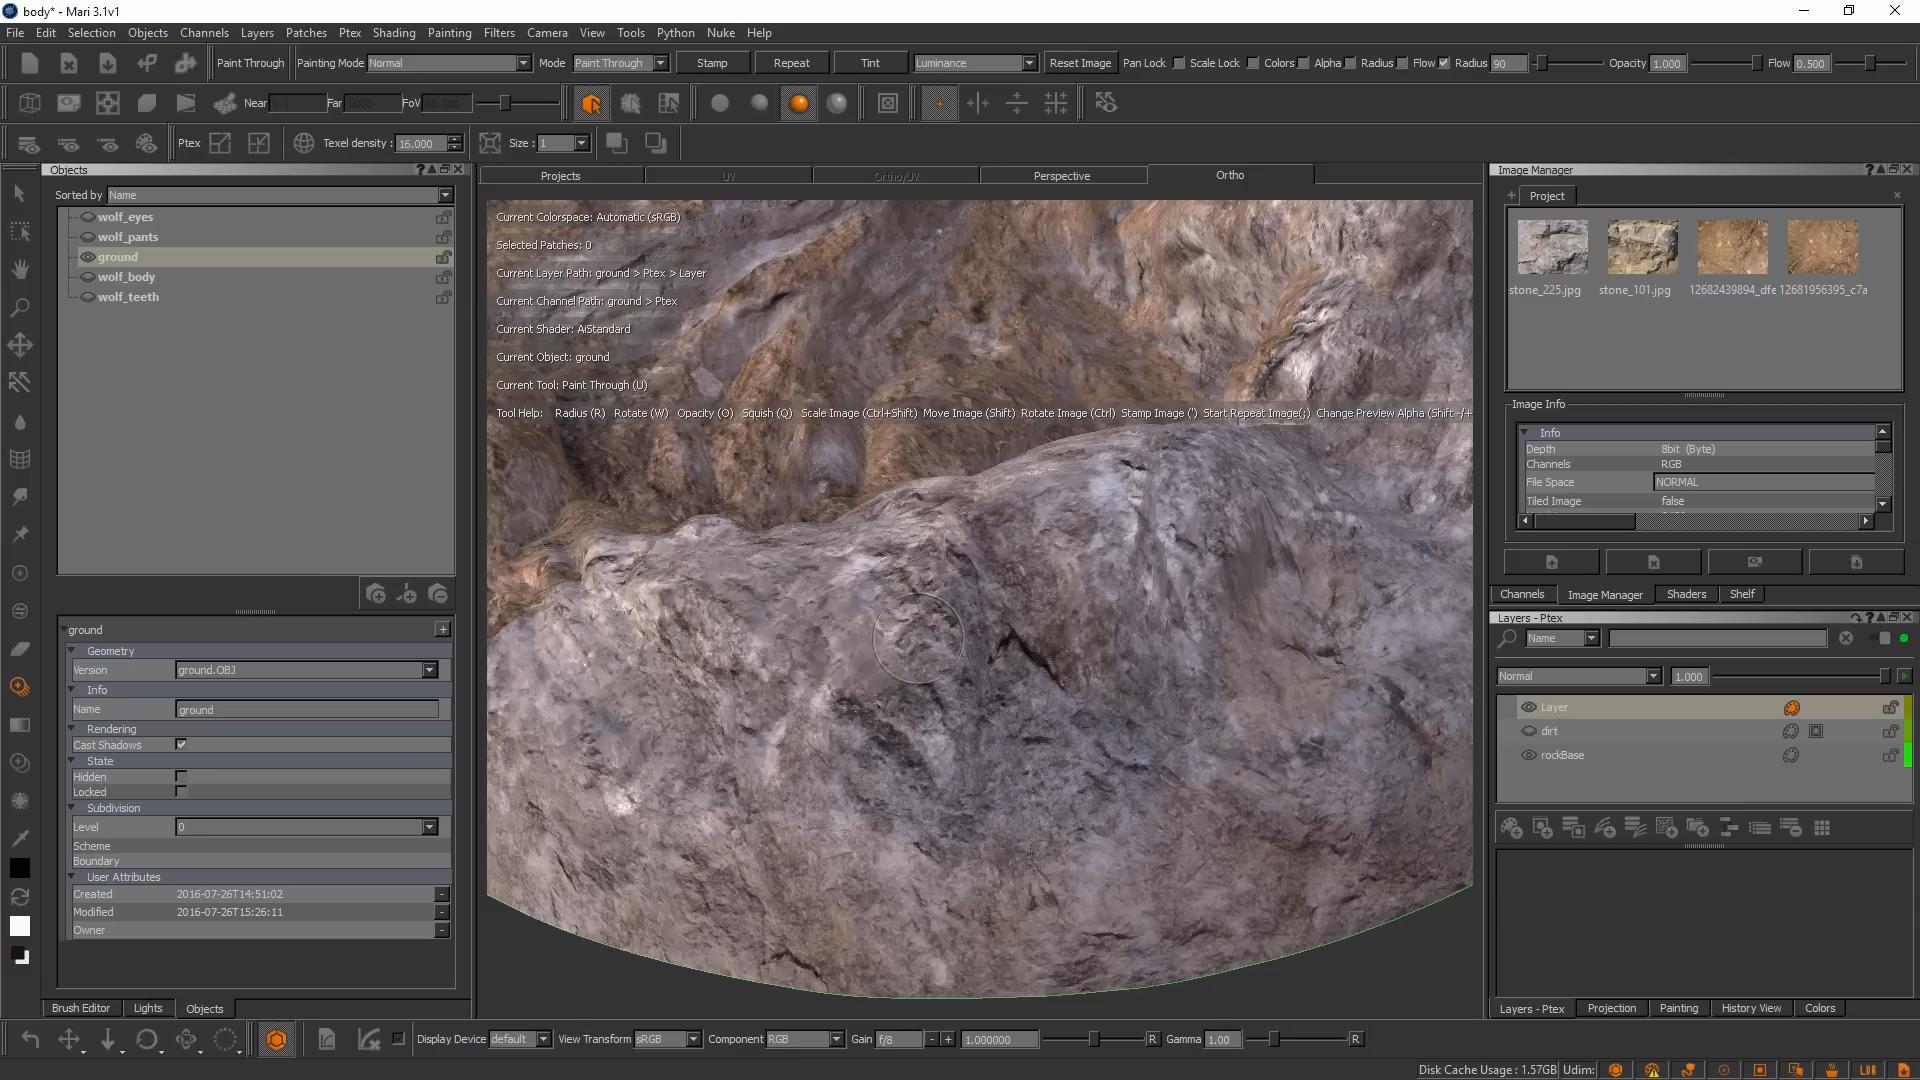 body* - Mari 3.1v1
File Edit Selection Objects Channels Layers Patches Ptex Shading Painting Filters Camera View Tools Python Nuke Help
Paint Through Painting Mode Normal Mode Paint Through Stamp Repeat Tint Luminance Reset Image Pan Lock Scale Lock Colors Alpha Radius Flow Radius 90 Opacity 1.000 Flow 0.500
Near 0.1 Far FoV
Ptex Texel density : 16.000 Size : 1
Objects
Sorted by Name
wolf_eyes
wolf_pants
ground
wolf_body
wolf_teeth
ground
Geometry
Version ground.OBJ
Info
Name ground
Rendering
Cast Shadows
State
Hidden
Locked
Subdivision
Level 0
Scheme
Boundary
User Attributes
Created 2016-07-26T14:51:02
Modified 2016-07-26T15:26:11
Owner
Brush Editor Lights Objects
Projects UV Ortho/UV Perspective Ortho
Current Colorspace: Automatic (sRGB)
Selected Patches: 0
Current Layer Path: ground > Ptex > Layer
Current Channel Path: ground > Ptex
Current Shader: AiStandard
Current Object: ground
Current Tool: Paint Through (U)
Tool Help: Radius (R) Rotate (W) Opacity (O) Squish (Q) Scale Image (Ctrl+Shift) Move Image (Shift) Rotate Image (Ctrl) Stamp Image (') Start Repeat Image(;) Change Preview Alpha (Shift -/+
Image Manager
Project
stone_225.jpg stone_101.jpg 12682439894_dfe 12681956395_c7a
Image Info
Info
Depth 8bit (Byte)
Channels RGB
File Space NORMAL
Tiled Image false
Channels Image Manager Shaders Shelf
Layers - Ptex
Name
Normal 1.000
Layer
dirt
rockBase
Layers - Ptex Projection Painting History View Colors
Display Device default View Transform sRGB Component RGB Gain f/8 - + 1.000000 R Gamma 1.00 R
Disk Cache Usage : 1.57GB Udim: LDR